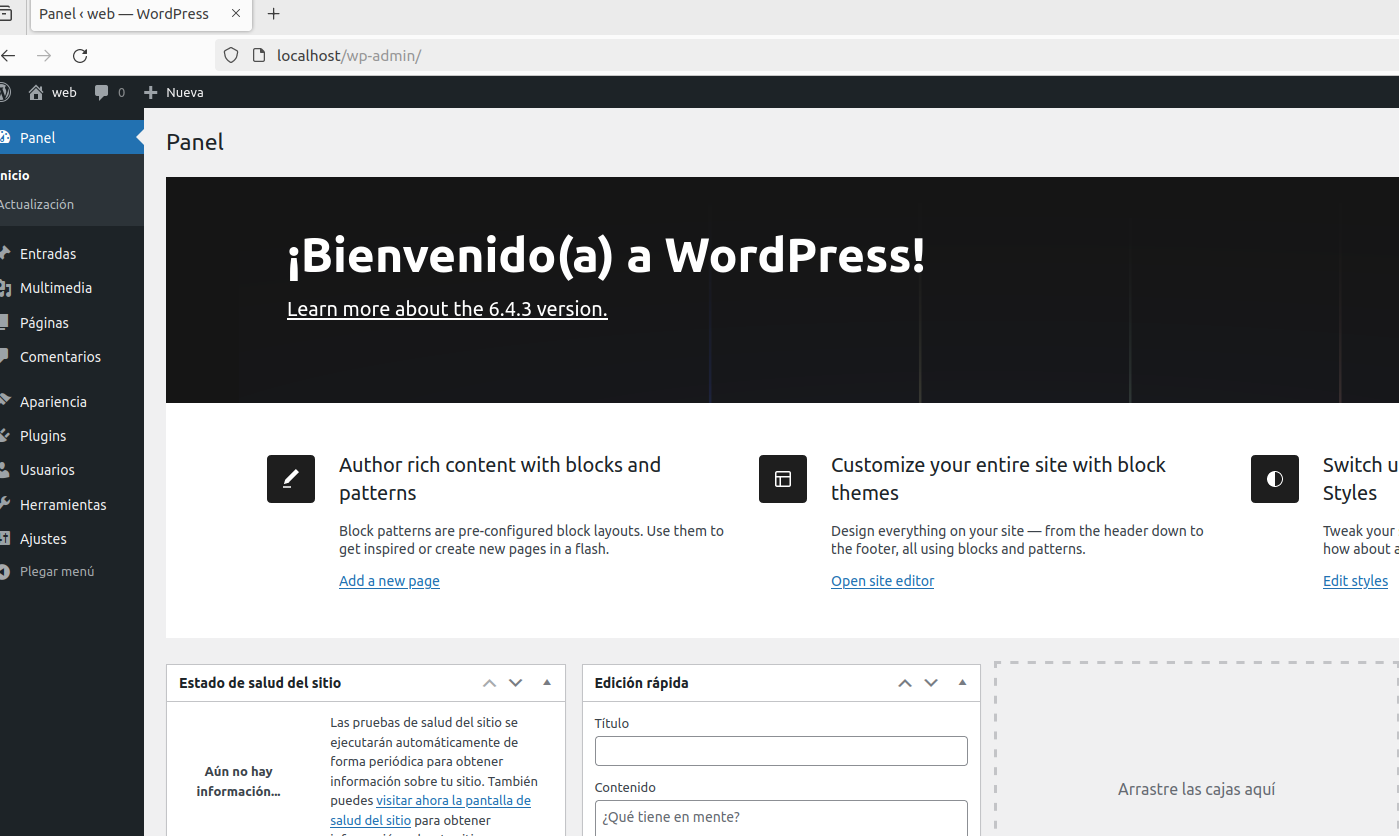 Panel ‹ web — WordPress
localhost/wp-admin/
web
0
Nueva
Panel
nicio
Actualización
Entradas
Multimedia
Páginas
Comentarios
Apariencia
Plugins
Usuarios
Herramientas
Ajustes
Plegar menú
Panel
¡Bienvenido(a) a WordPress!
Learn more about the 6.4.3 version.
Author rich content with blocks and
patterns
Block patterns are pre-configured block layouts. Use them to
get inspired or create new pages in a flash.
Add a new page
Customize your entire site with block
themes
Design everything on your site — from the header down to
the footer, all using blocks and patterns.
Open site editor
Switch u
Styles
Tweak your
how about a
Edit styles
Estado de salud del sitio
Aún no hay
información...
Las pruebas de salud del sitio se
ejecutarán automáticamente de
forma periódica para obtener
información sobre tu sitio. También
puedes visitar ahora la pantalla de
salud del sitio para obtener
Edición rápida
Título
Contenido
¿Qué tiene en mente?
Arrastre las cajas aquí